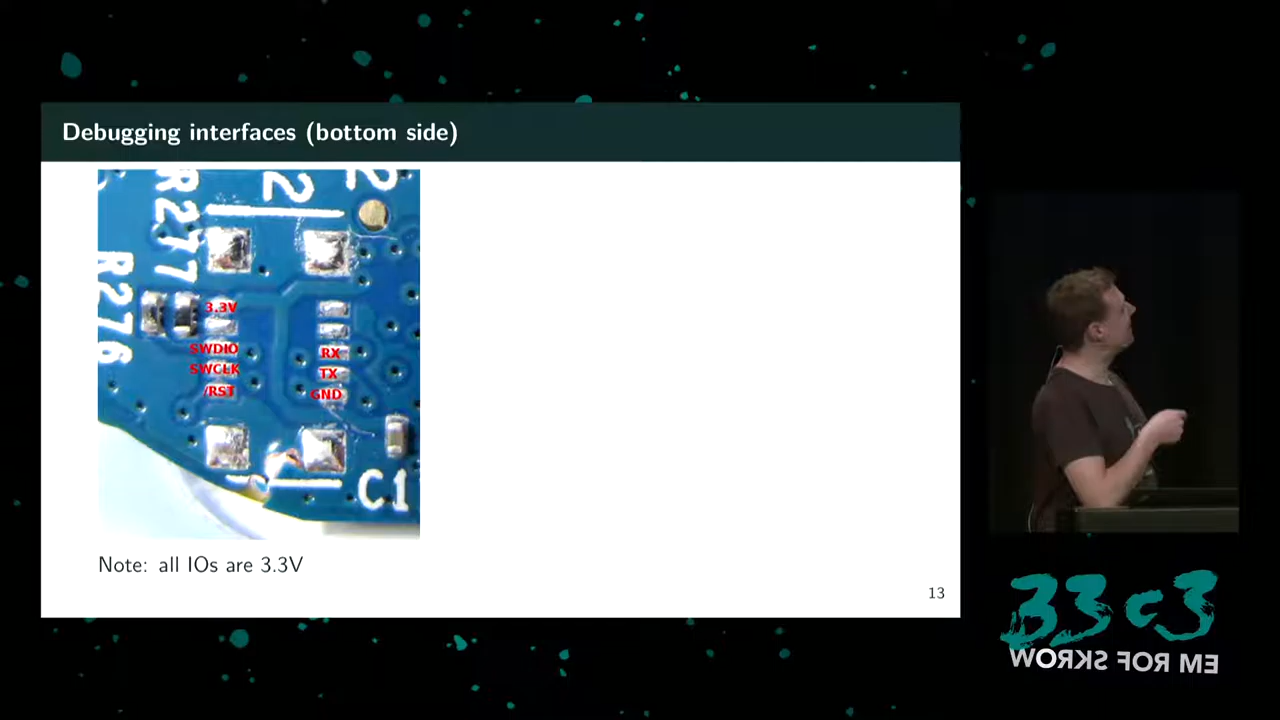 Debugging interfaces (bottom side)
R277
2
2
R276
3.3V
SWDIO
RX
SWCLK
TX
/RST
GND
C1
Note: all IOs are 3.3V
13
33c3
WORKS FOR ME